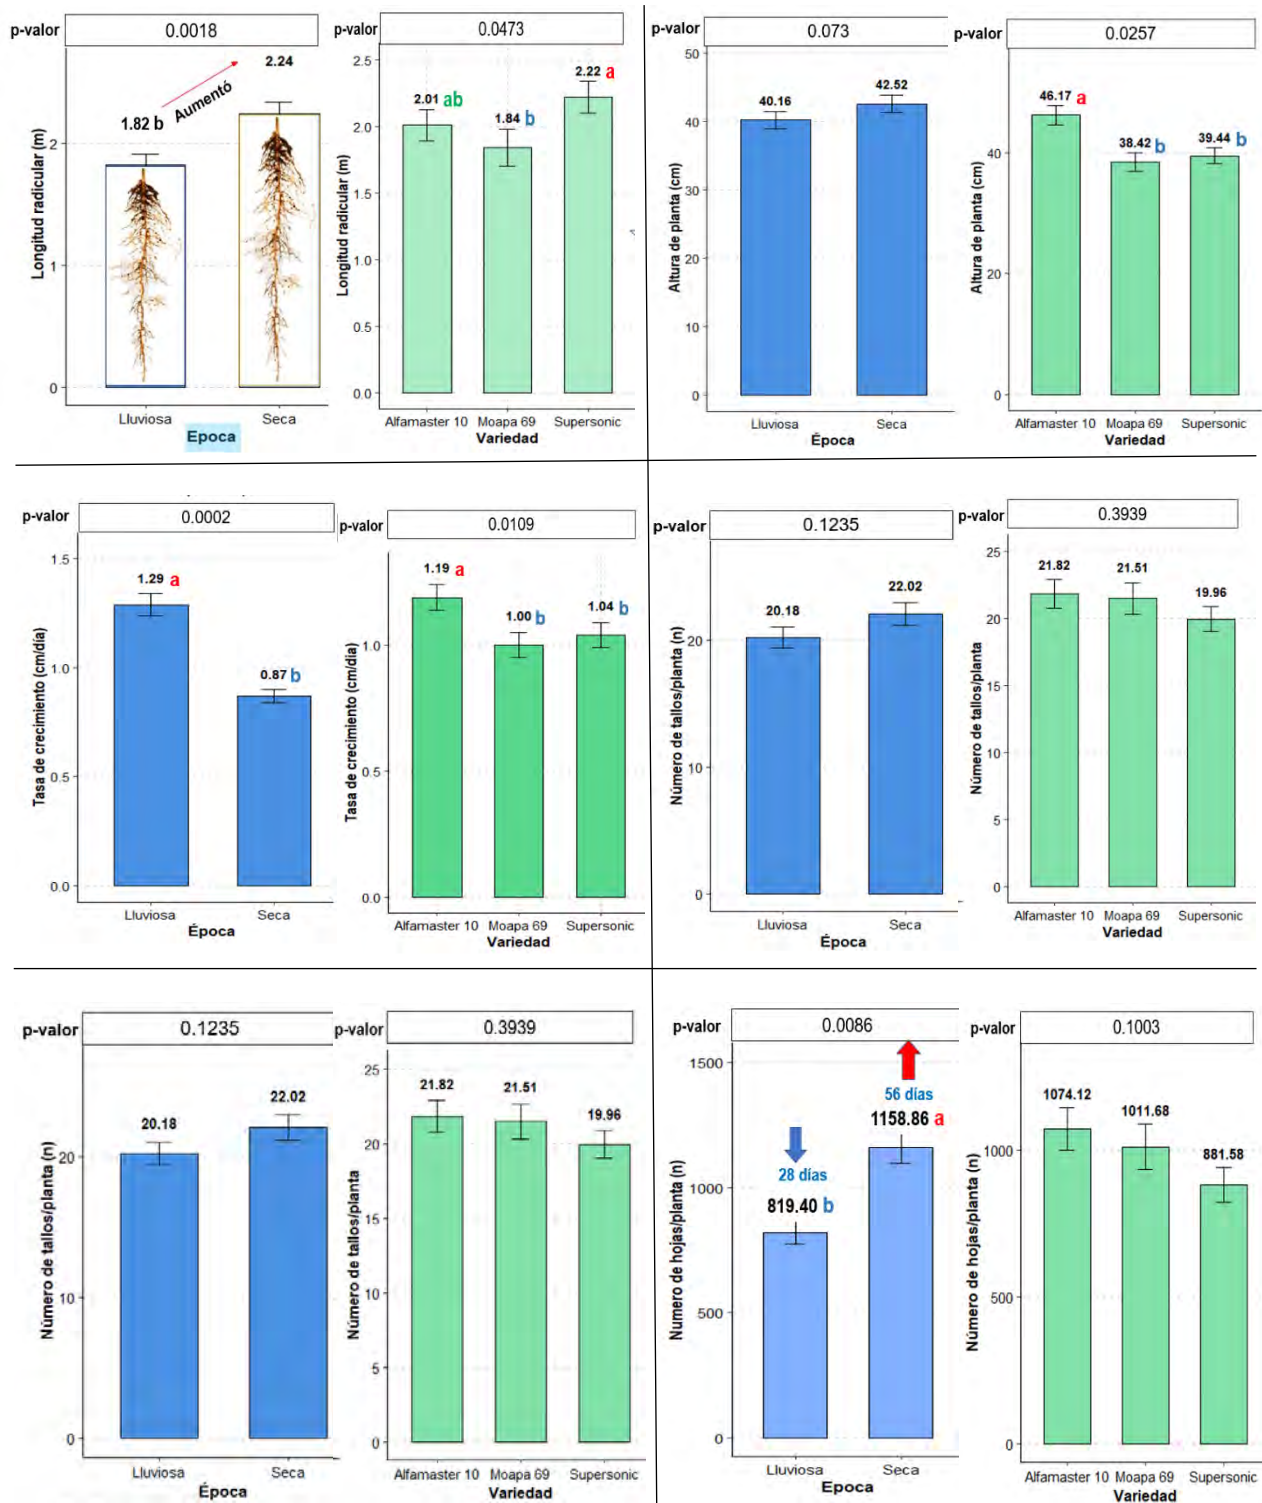 p-valor 0.0018
2.24
Aumentó
1.82 b
Longitud radicular (m)
2
1
0
Lluviosa Seca
Epoca
p-valor 0.0473
2.22 a
2.01 ab
1.84 b
Longitud radicular (m)
2.5
2.0
1.5
1.0
0.5
0.0
Alfamaster 10 Moapa 69 Supersonic
Variedad
p-valor 0.073
40.16
42.52
Altura de planta (cm)
50
40
30
20
10
0
Lluviosa Seca
Época
p-valor 0.0257
46.17 a
38.42 b
39.44 b
Altura de planta (cm)
40
20
0
Alfamaster 10 Moapa 69 Supersonic
Variedad
p-valor 0.0002
1.29 a
0.87 b
Tasa de crecimiento (cm/día)
1.5
1.0
0.5
0.0
Lluviosa Seca
Época
p-valor 0.0109
1.19 a
1.00 b
1.04 b
Tasa de crecimiento (cm/día)
1.0
0.5
0.0
Alfamaster 10 Moapa 69 Supersonic
Variedad
p-valor 0.1235
20.18
22.02
Número de tallos/planta (n)
20
10
0
Lluviosa Seca
Época
p-valor 0.3939
21.82
21.51
19.96
Número de tallos/planta
25
20
15
10
5
0
Alfamaster 10 Moapa 69 Supersonic
Variedad
p-valor 0.1235
20.18
22.02
Número de tallos/planta (n)
20
10
0
Lluviosa Seca
Época
p-valor 0.3939
21.82
21.51
19.96
Número de tallos/planta
25
20
15
10
5
0
Alfamaster 10 Moapa 69 Supersonic
Variedad
p-valor 0.0086
56 días
1158.86 a
28 días
819.40 b
Numero de hojas/planta (n)
1500
1000
500
0
Lluviosa Seca
Época
p-valor 0.1003
1074.12
1011.68
881.58
Número de hojas/planta (n)
1000
500
0
Alfamaster 10 Moapa 69 Supersonic
Variedad